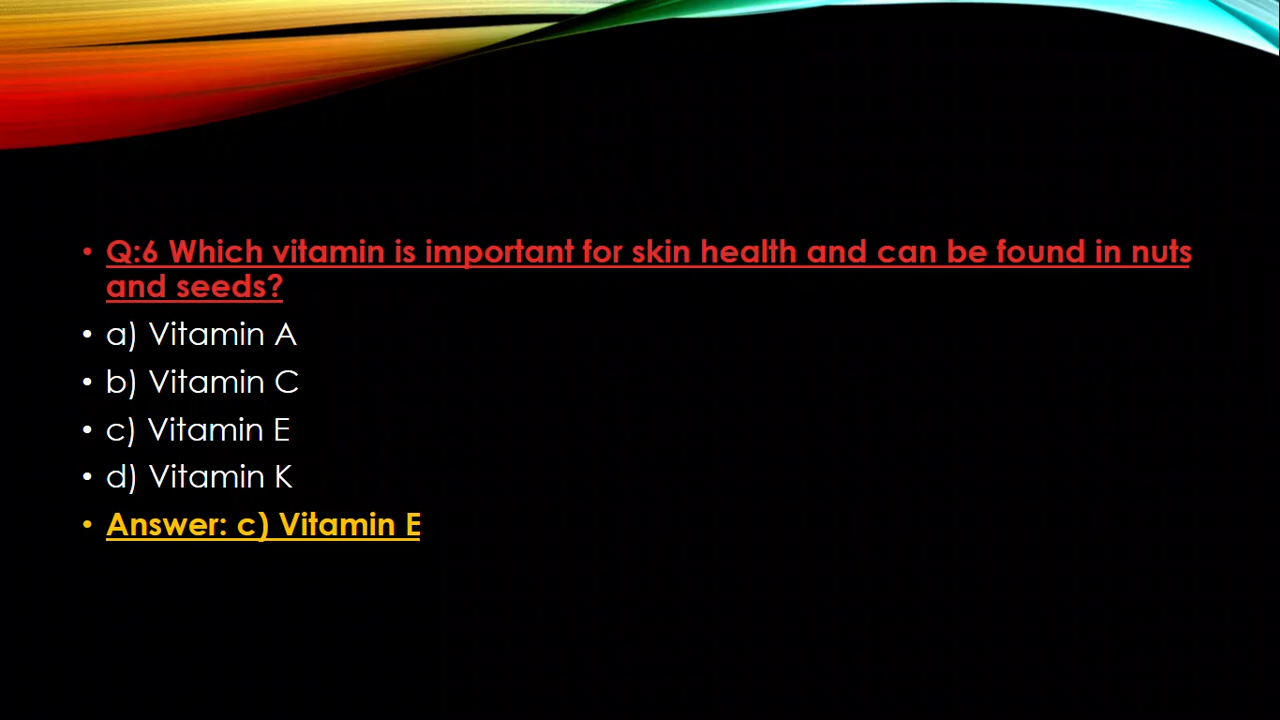 • Q:6 Which vitamin is important for skin health and can be found in nuts
and seeds?
• a) Vitamin A
• b) Vitamin C
• c) Vitamin E
• d) Vitamin K
• Answer: c) Vitamin E